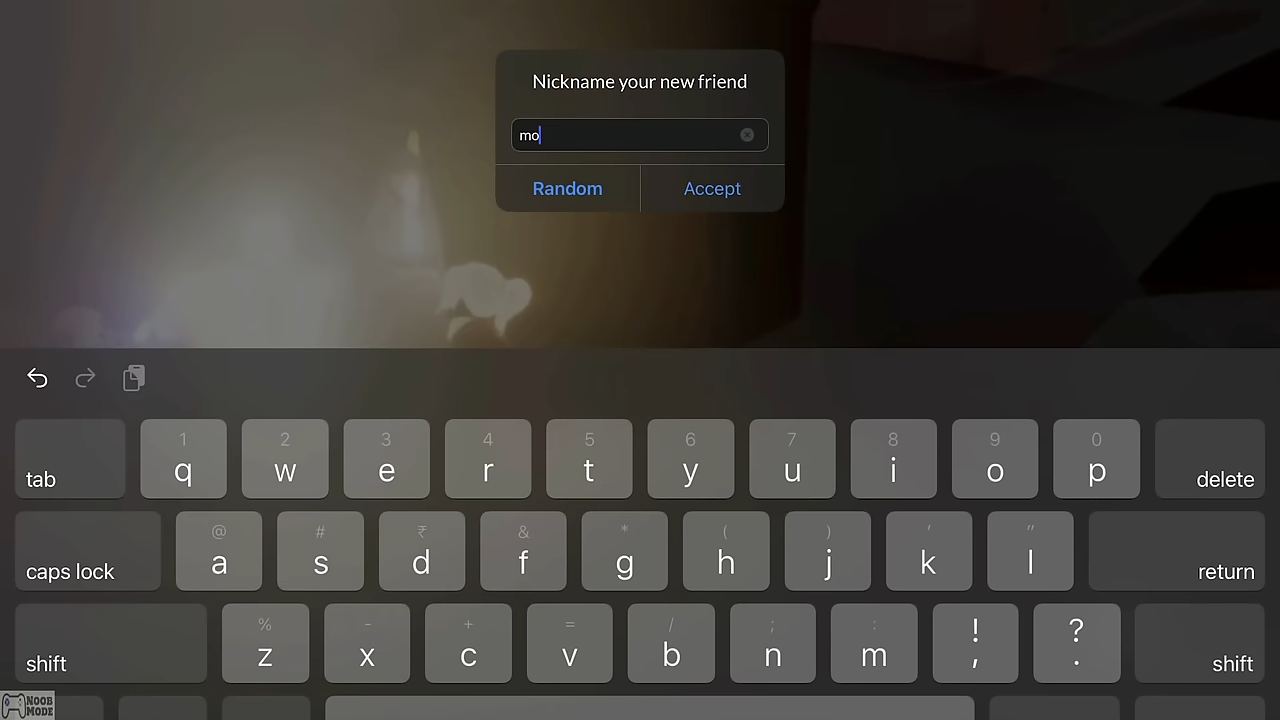 Nickname your new friend
mo
Random Accept
1 2 3 4 5 6 7 8 9 0
tab q w e r t y u i o p delete
@ # ₹ & * ( ) ' "
caps lock a s d f g h j k l return
% - + = / ; : ! ?
shift z x c v b n m , . shift
NOOB
MODE